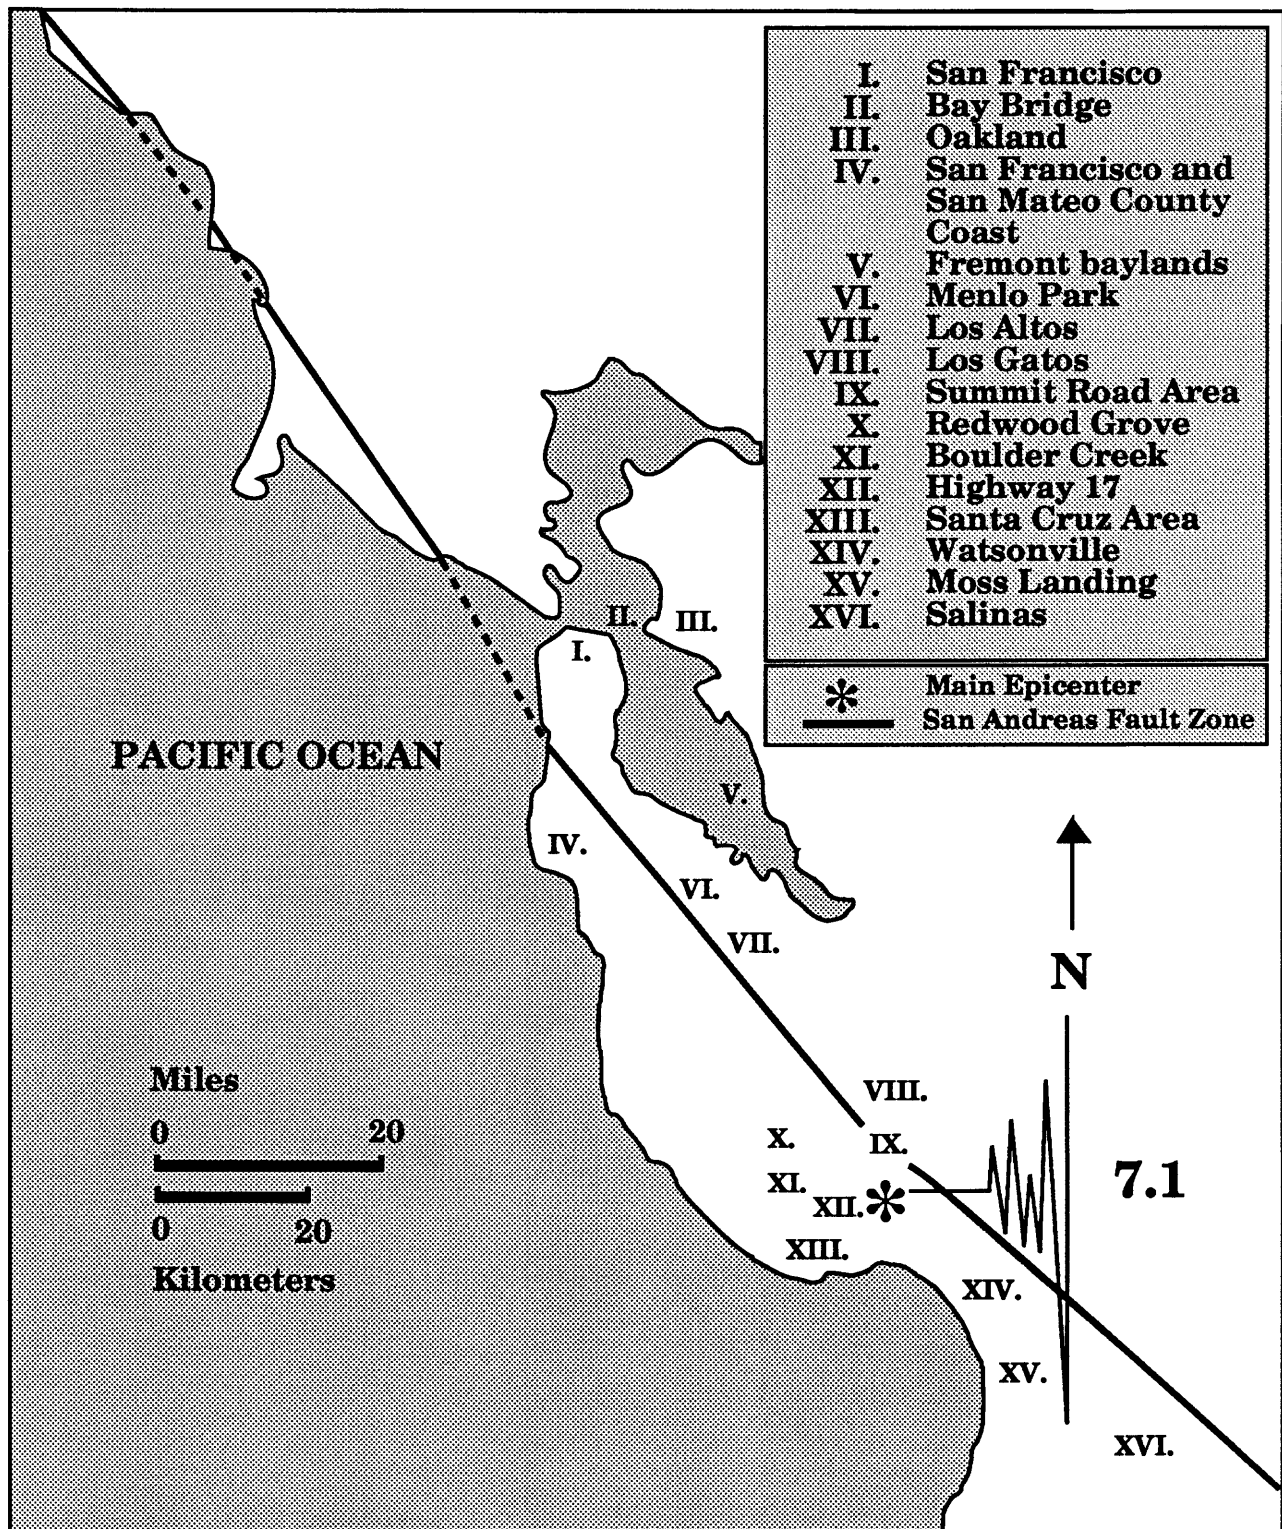 I. San Francisco
II. Bay Bridge
III. Oakland
IV. San Francisco and
San Mateo County
Coast
V. Fremont baylands
VI. Menlo Park
VII. Los Altos
VIII. Los Gatos
IX. Summit Road Area
X. Redwood Grove
XI. Boulder Creek
XII. Highway 17
XIII. Santa Cruz Area
XIV. Watsonville
XV. Moss Landing
XVI. Salinas
* Main Epicenter
San Andreas Fault Zone
II.
III.
I.
PACIFIC OCEAN
V.
IV.
VI.
VII.
N
Miles
0 20
0 20
Kilometers
VIII.
X.
IX.
XI.
7.1
XII. *
XIII.
XIV.
XV.
XVI.